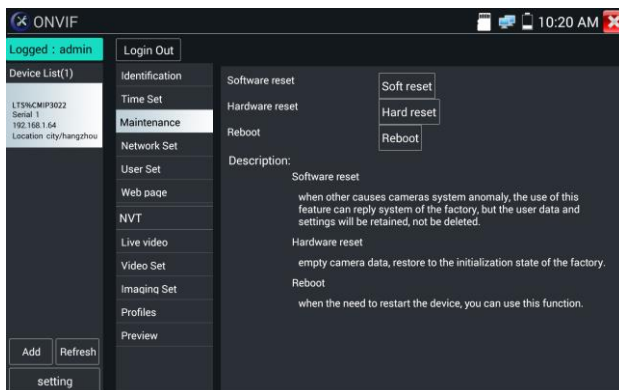 ONVIF
10:20 AM
Logged : admin
Login Out
Device List(1)
LTS%CMIP3022
Serial 1
192.168.1.64
Location city/hangzhou
Add
Refresh
setting
Identification
Time Set
Maintenance
Network Set
User Set
Web page
NVT
Live video
Video Set
Imaging Set
Profiles
Preview
Software reset
Soft reset
Hardware reset
Hard reset
Reboot
Reboot
Description:
Software reset
when other causes cameras system anomaly, the use of this
feature can reply system of the factory, but the user data and
settings will be retained, not be deleted.
Hardware reset
empty camera data, restore to the initialization state of the factory.
Reboot
when the need to restart the device, you can use this function.